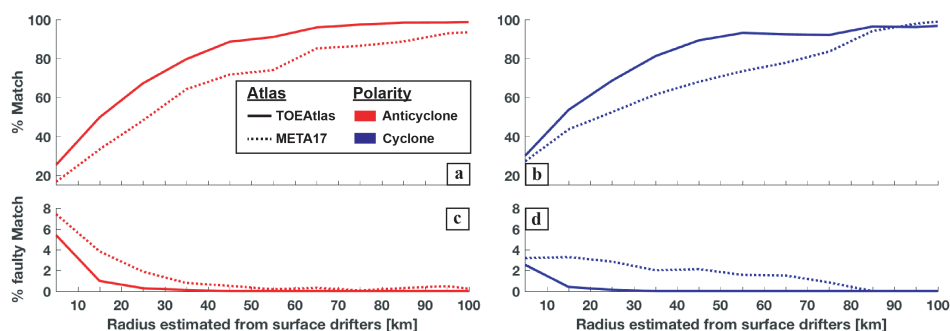 100
80
60
40
20
% Match
Atlas Polarity
TOEAtlas Anticyclone
META17 Cyclone
a
100
80
60
40
20
b
8
6
4
2
0
% faulty Match
c
10 20 30 40 50 60 70 80 90 100
Radius estimated from surface drifters [km]
8
6
4
2
0
d
10 20 30 40 50 60 70 80 90 100
Radius estimated from surface drifters [km]